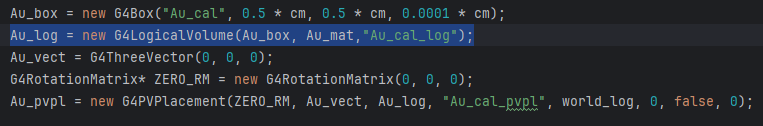 Au_box = new G4Box("Au_cal", 0.5 * cm, 0.5 * cm, 0.0001 * cm);
Au_log = new G4LogicalVolume(Au_box, Au_mat,"Au_cal_log");
Au_vect = G4ThreeVector(0, 0, 0);
G4RotationMatrix* ZERO_RM = new G4RotationMatrix(0, 0, 0);
Au_pvpl = new G4PVPlacement(ZERO_RM, Au_vect, Au_log, "Au_cal_pvpl", world_log, 0, false, 0);